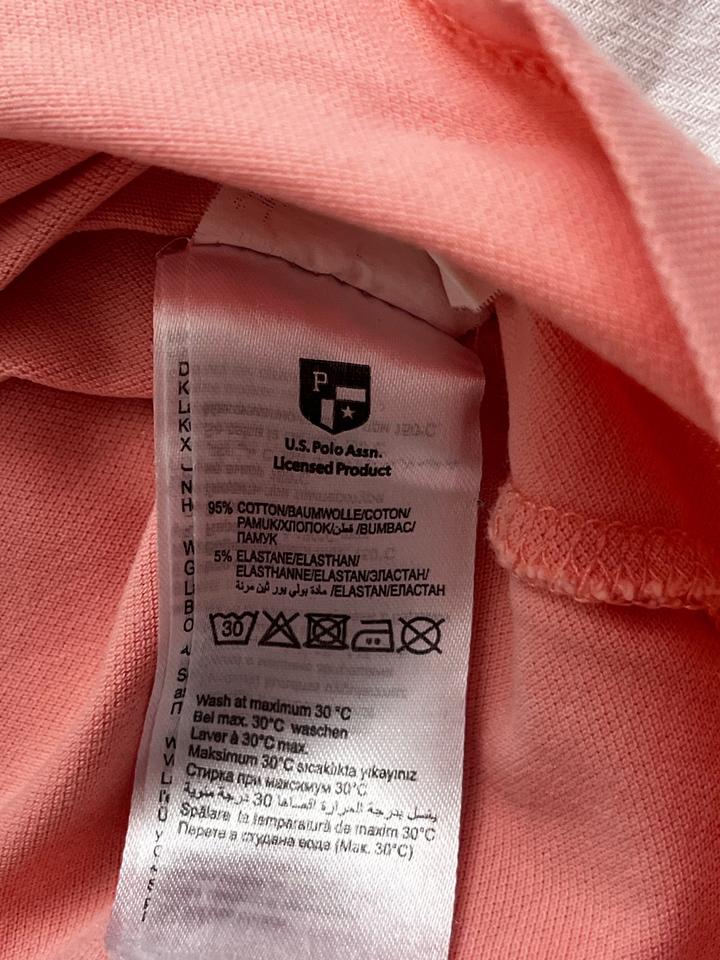 P
U.S. Polo Assn.
Licensed Product
95% COTTON/BAUMWOLLE/COTON/
PAMUK/ХЛОПОК/قطن /BUMBAC/
ПАМУК
5% ELASTANE/ELASTHAN/
ELASTHANNE/ELASTAN/ЭЛАСТАН/
مادة بولي يور ثين مرنة /ELASTAN/ЕЛАСТАН
30
Wash at maximum 30 °C
Bei max. 30°C waschen
Laver à 30°C max.
Maksimum 30°C sıcaklıkta yıkayınız
Стирка при максимум 30°C
يغسل بدرجة الحرارة اقصاها 30 درجة مئوية
Spălare la temperatură de maxim 30°C
Перете в студена вода (Мак. 30°C)